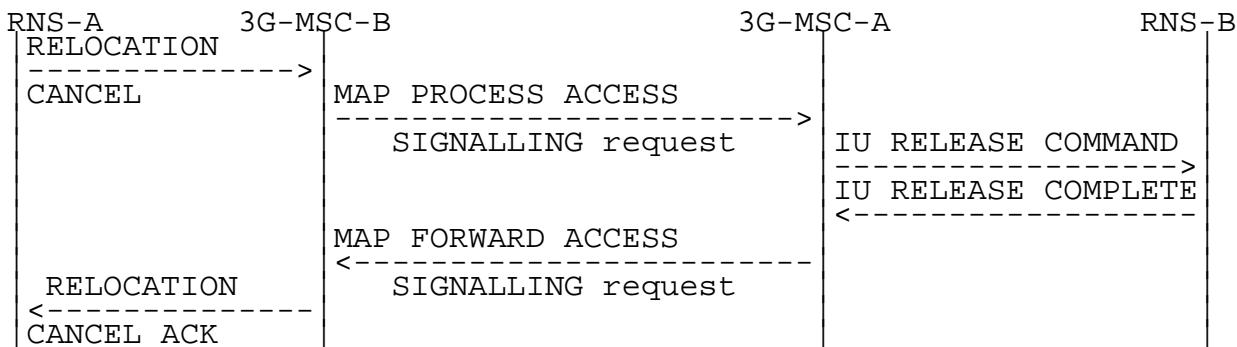 RNS-A 3G-MSC-B 3G-MSC-A RNS-B
RELOCATION
CANCEL MAP PROCESS ACCESS
SIGNALLING request IU RELEASE COMMAND
IU RELEASE COMPLETE
MAP FORWARD ACCESS
RELOCATION SIGNALLING request
CANCEL ACK